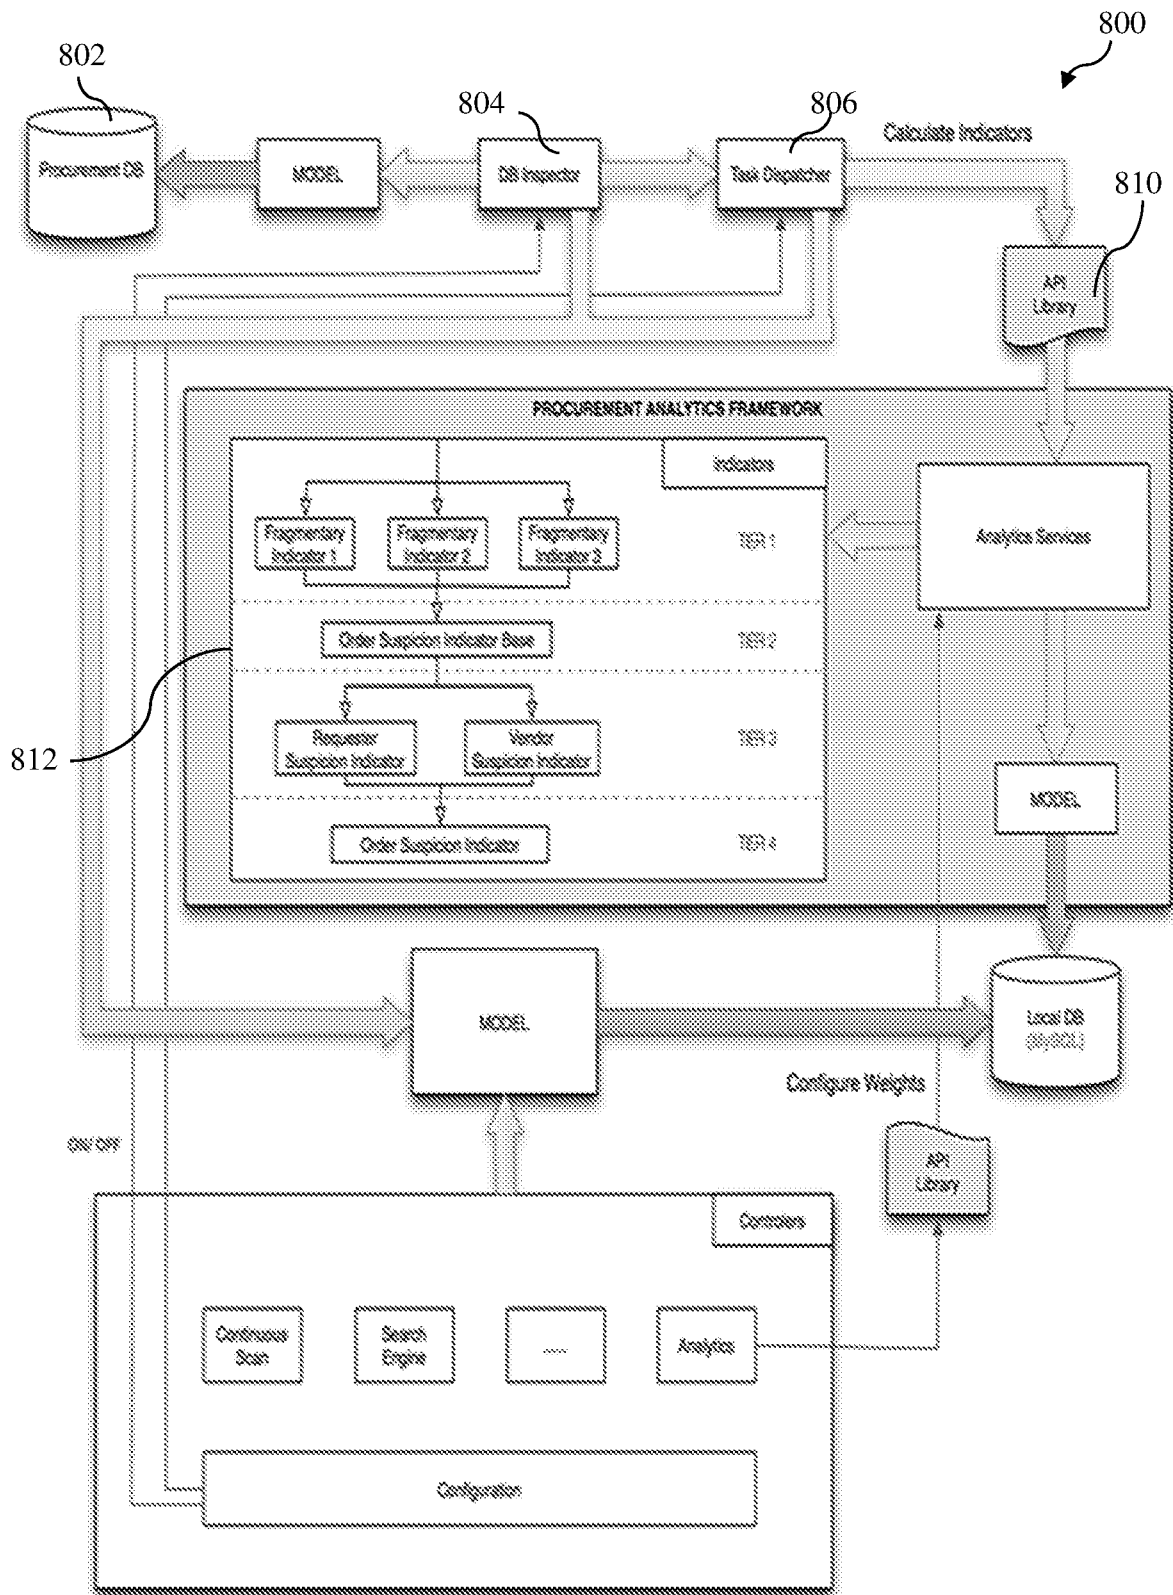 800
802
804
806
Calculate Indicators
Procurement DB
MODEL
DB Inspector
Task Dispatcher
810
API
Library
PROCUREMENT ANALYTICS FRAMEWORK
Indicators
Fragmentary
Indicator 1
Fragmentary
Indicator 2
Fragmentary
Indicator 3
TIER 1
Analytics Services
Order Suspicion Indicator Base
TIER 2
812
Requester
Suspicion Indicator
Vendor
Suspicion Indicator
TIER 3
MODEL
Order Suspicion Indicator
TIER 4
MODEL
Local DB
(MySQL)
Configure Weights
ON/ OFF
API
Library
Controlers
Continuous
Scan
Search
Engine
....
Analytics
Configuration